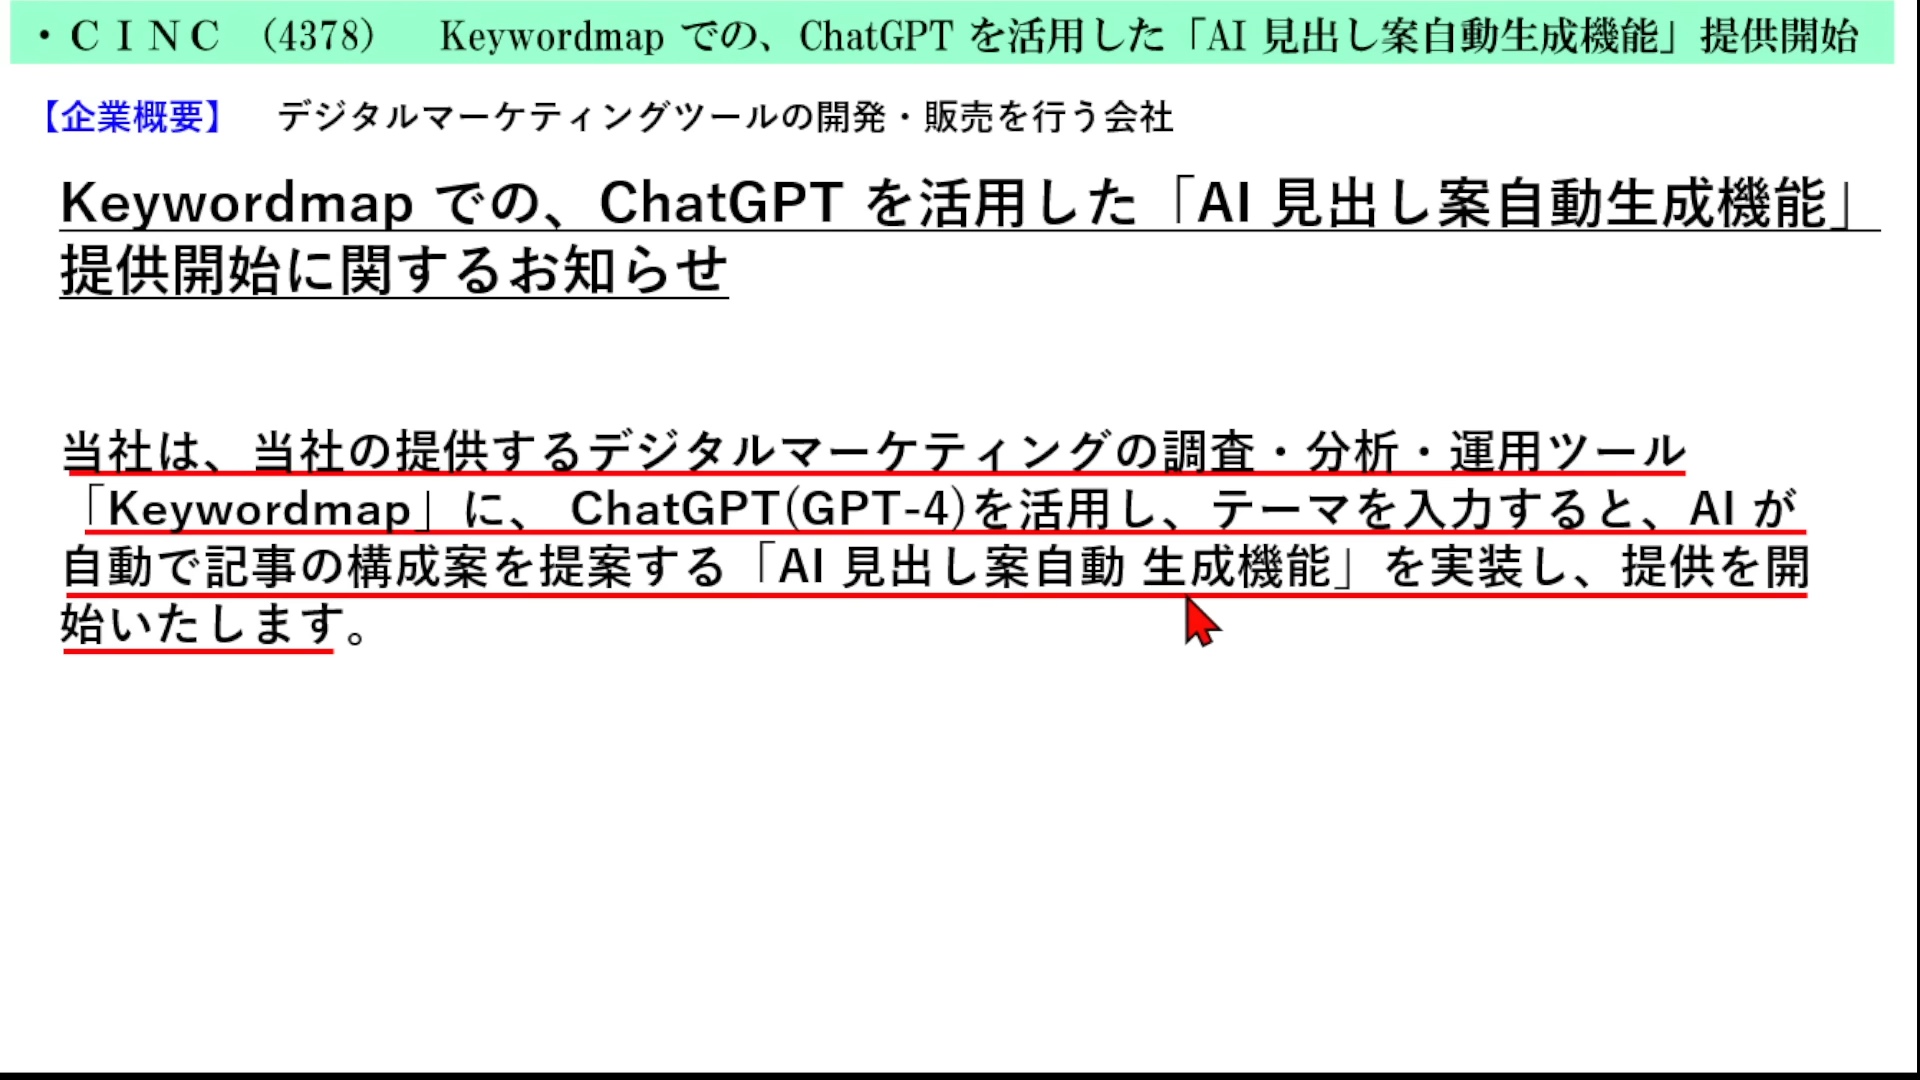 ・ＣＩＮＣ （4378） Keywordmap での、ChatGPT を活用した「AI 見出し案自動生成機能」提供開始
【企業概要】 デジタルマーケティングツールの開発・販売を行う会社
Keywordmap での、ChatGPT を活用した「AI 見出し案自動生成機能」
提供開始に関するお知らせ
当社は、当社の提供するデジタルマーケティングの調査・分析・運用ツール
「Keywordmap」に、 ChatGPT(GPT-4)を活用し、テーマを入力すると、AI が
自動で記事の構成案を提案する「AI 見出し案自動 生成機能」を実装し、提供を開
始いたします。